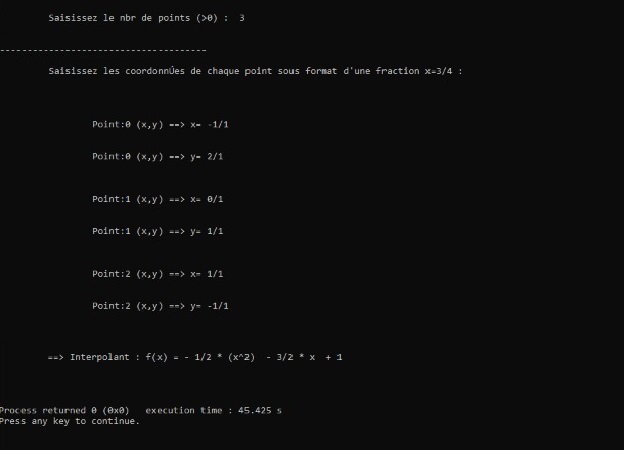 Saisissez le nbr de points (>0) : 3
--------------------------------------
Saisissez les coordonnÚes de chaque point sous format d'une fraction x=3/4 :
Point:0 (x,y) ==> x= -1/1
Point:0 (x,y) ==> y= 2/1
Point:1 (x,y) ==> x= 0/1
Point:1 (x,y) ==> y= 1/1
Point:2 (x,y) ==> x= 1/1
Point:2 (x,y) ==> y= -1/1
==> Interpolant : f(x) = - 1/2 * (x^2) - 3/2 * x + 1
Process returned 0 (0x0) execution time : 45.425 s
Press any key to continue.